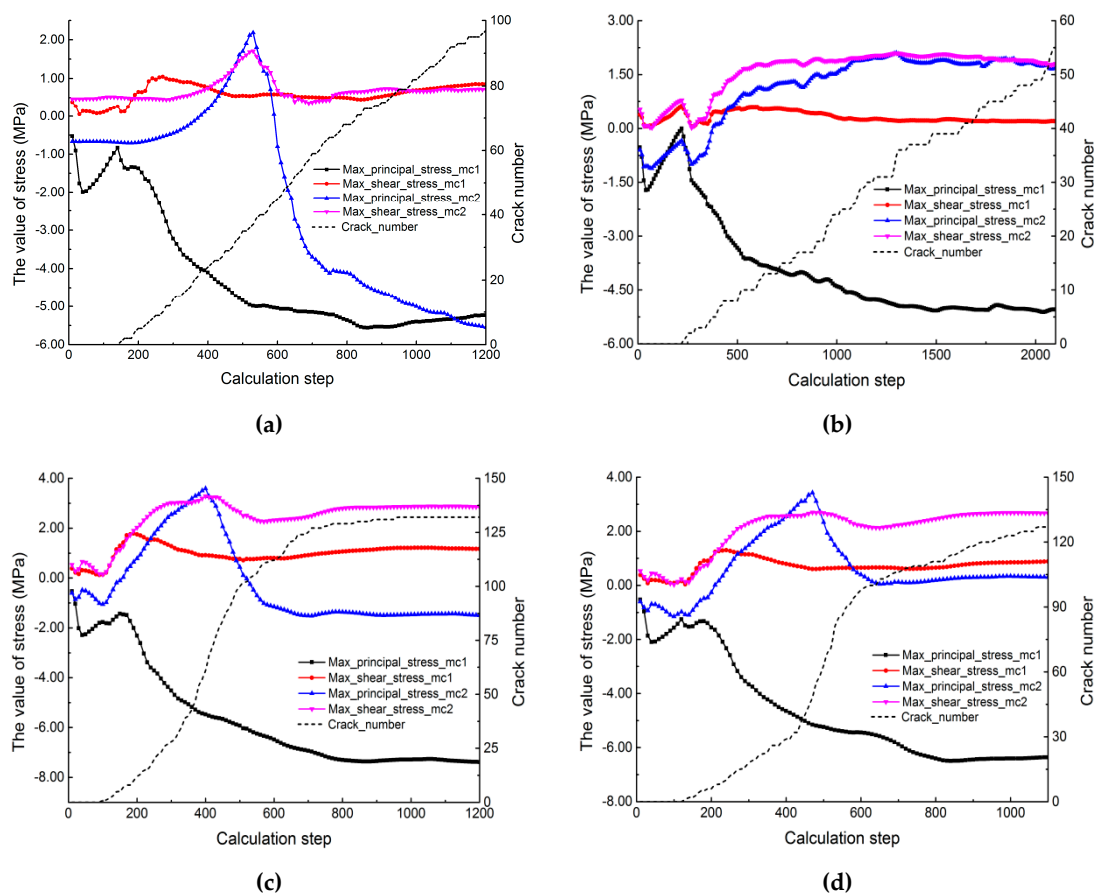 2.00
1.00
0.00
-1.00
-2.00
-3.00
-4.00
-5.00
-6.00
The value of stress (MPa)
0 200 400 600 800 1000 1200
Calculation step
0
20
40
60
80
100
Crack number
Max_principal_stress_mc1
Max_shear_stress_mc1
Max_principal_stress_mc2
Max_shear_stress_mc2
Crack_number
(a)
3.00
1.50
0.00
-1.50
-3.00
-4.50
-6.00
The value of stress (MPa)
0 500 1000 1500 2000
Calculation step
0
10
20
30
40
50
60
Crack number
Max_principal_stress_mc1
Max_shear_stress_mc1
Max_principal_stress_mc2
Max_shear_stress_mc2
Crack_number
(b)
4.00
2.00
0.00
-2.00
-4.00
-6.00
-8.00
The value of stress (MPa)
0 200 400 600 800 1000 1200
Calculation step
0
25
50
75
100
125
150
Crack number
Max_principal_stress_mc1
Max_shear_stress_mc1
Max_principal_stress_mc2
Max_shear_stress_mc2
Crack_number
(c)
4.00
2.00
0.00
-2.00
-4.00
-6.00
-8.00
The value of stress (MPa)
0 200 400 600 800 1000
Calculation step
0
30
60
90
120
150
Crack number
Max_principal_stress_mc1
Max_shear_stress_mc1
Max_principal_stress_mc2
Max_shear_stress_mc2
Crack_number
(d)